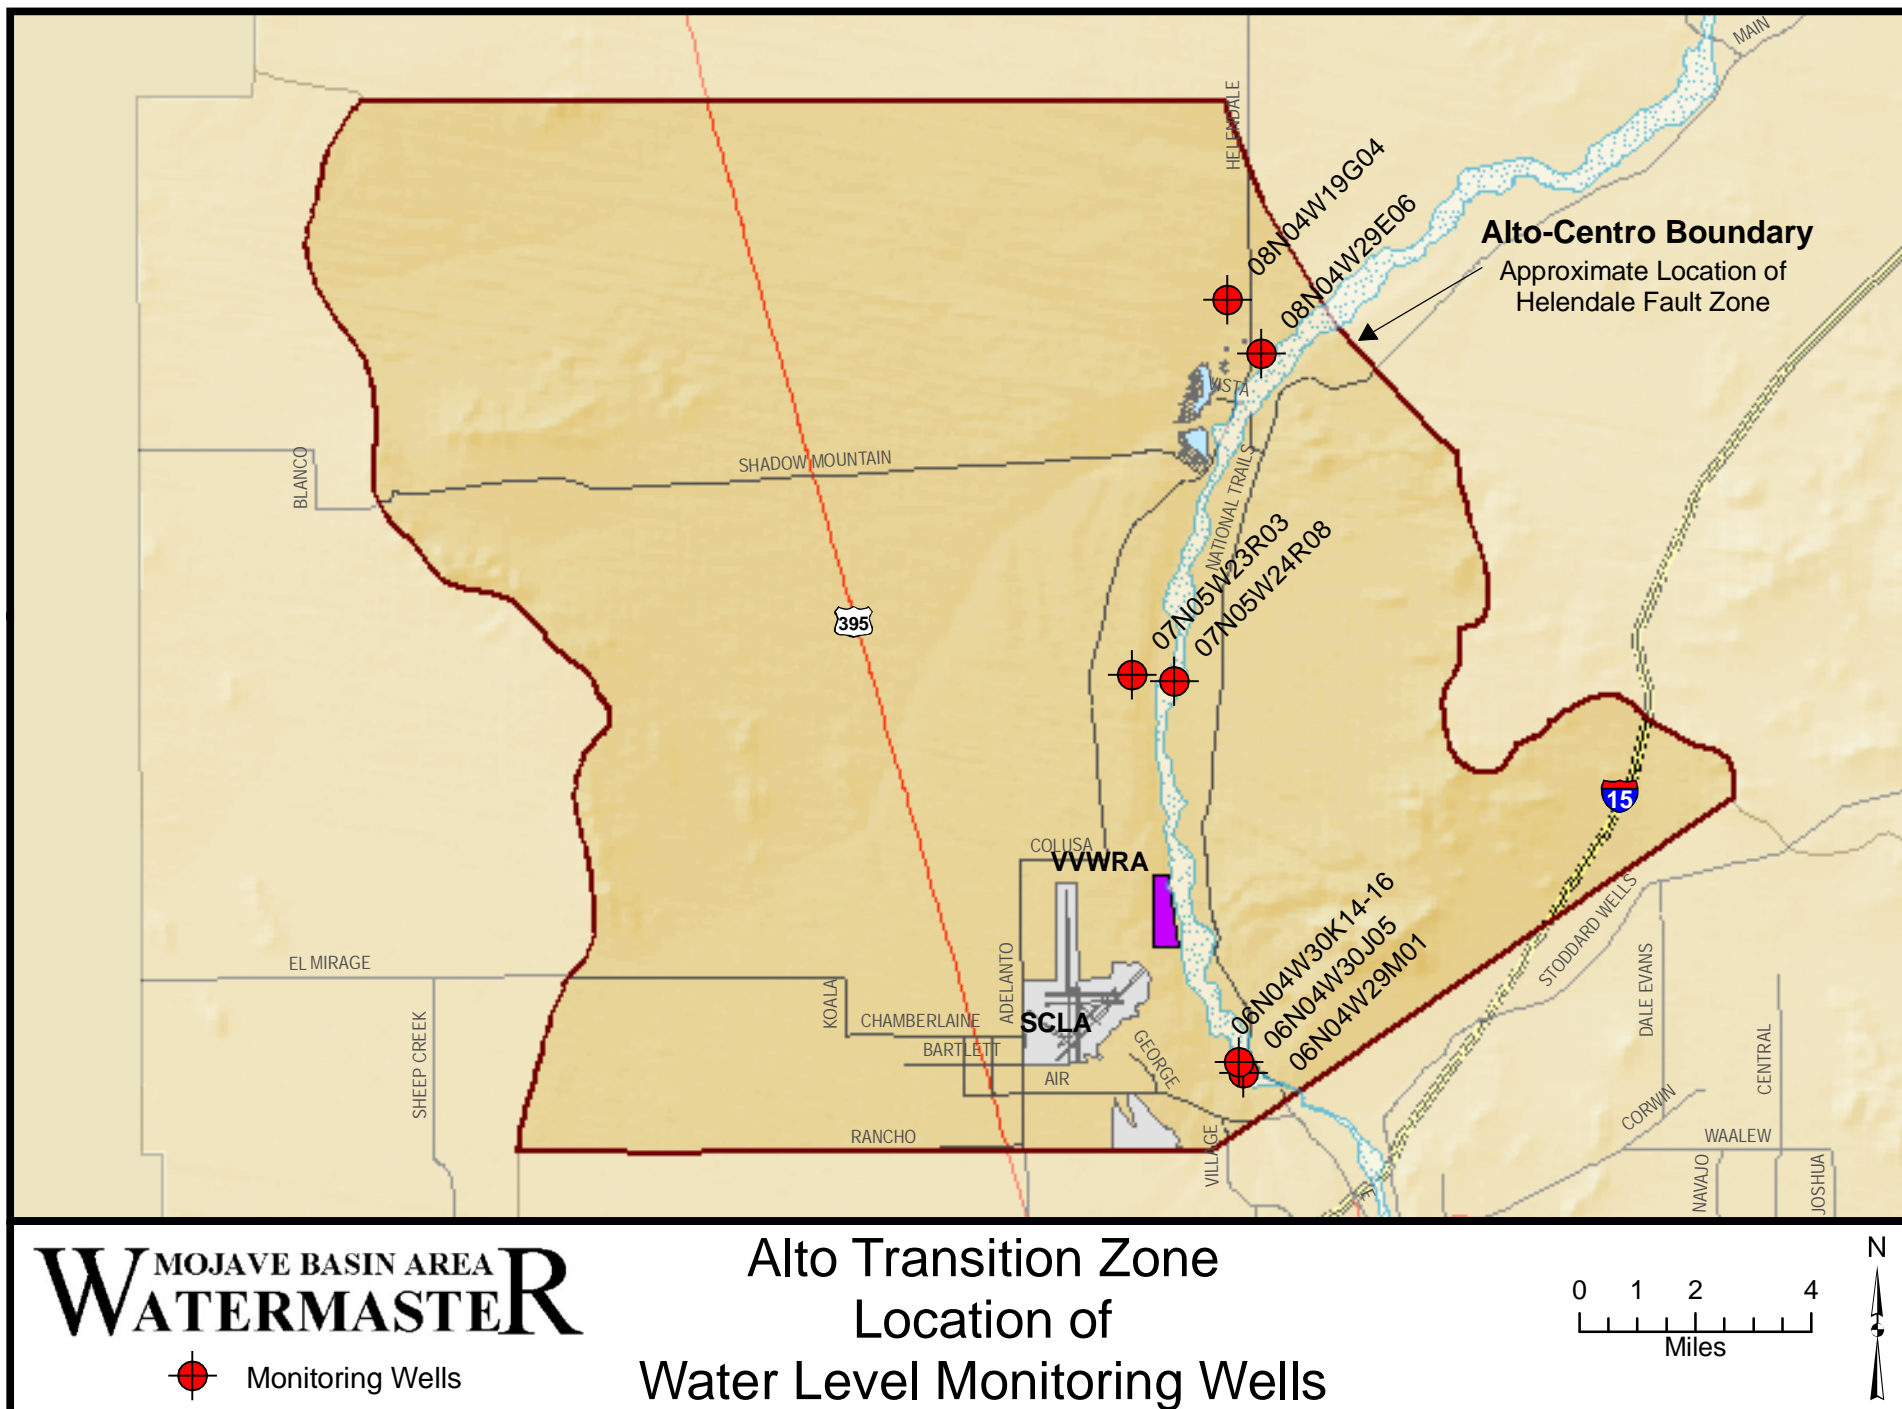 MAIN
HELENDALE
08N04W19G04
08N04W29E06
Alto-Centro Boundary
Approximate Location of
Helendale Fault Zone
VISTA
BLANCO
SHADOW MOUNTAIN
NATIONAL TRAILS
07N05W23R03
07N05W24R08
395
15
COLUSA
VVWRA
STODDARD WELLS
06N04W30K14-16
06N04W30J05
06N04W29M01
EL MIRAGE
KOALA
ADELANTO
CHAMBERLAINE
SCLA
BARTLETT
AIR
GEORGE
SHEEP CREEK
DALE EVANS
CENTRAL
CORWIN
RANCHO
VILLAGE
WAALEW
NAVAJO
JOSHUA
E
MOJAVE BASIN AREA
WATERMASTER
Monitoring Wells
Alto Transition Zone
Location of
Water Level Monitoring Wells
0 1 2 4
Miles
N